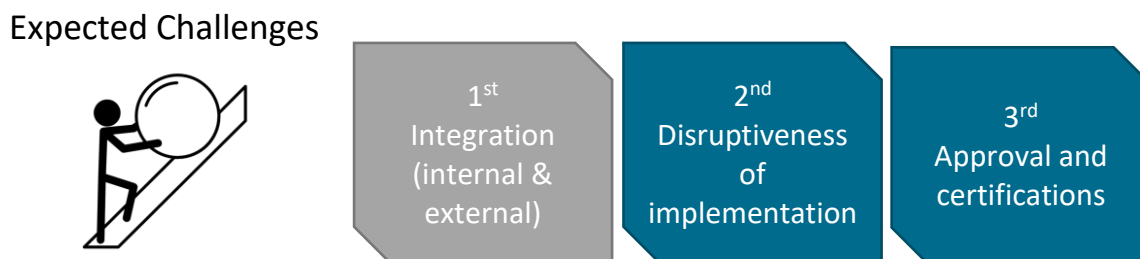 Expected Challenges
1st
Integration
(internal &
external)
2nd
Disruptiveness
of
implementation
3rd
Approval and
certifications